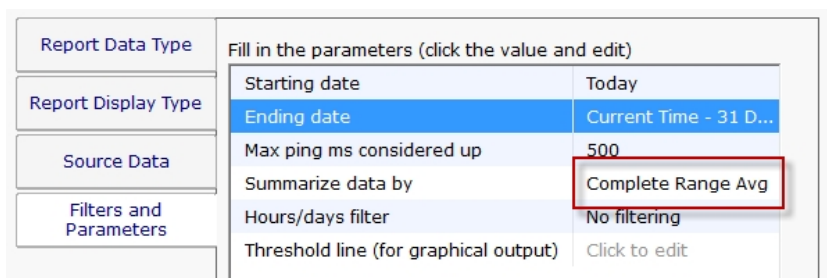 Report Data Type
Report Display Type
Source Data
Filters and
Parameters
Fill in the parameters (click the value and edit)
Starting date Today
Ending date Current Time - 31 D...
Max ping ms considered up 500
Summarize data by Complete Range Avg
Hours/days filter No filtering
Threshold line (for graphical output) Click to edit